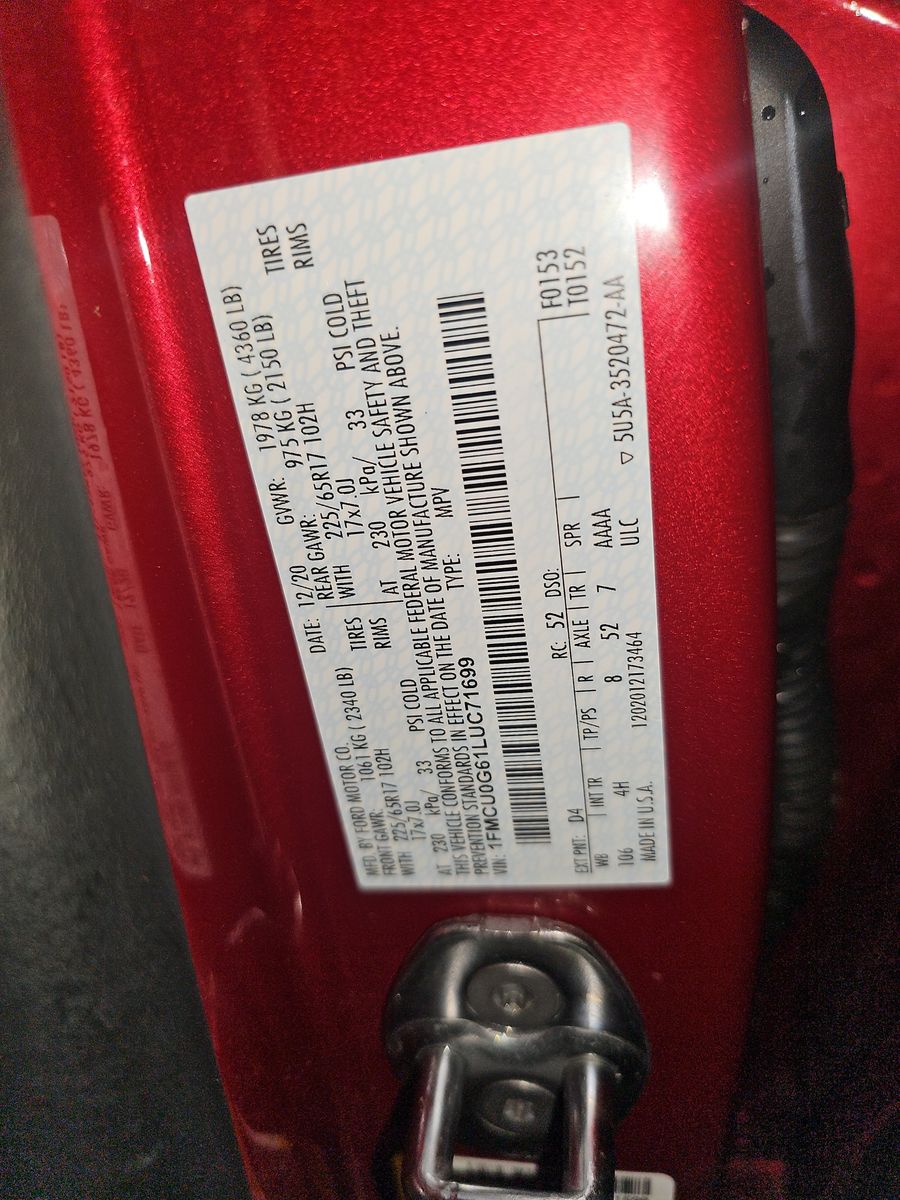 MFD. BY FORD MOTOR CO.
DATE: 12/20 GVWR: 1978 KG ( 4360 LB)
FRONT GAWR: 1061 KG ( 2340 LB) REAR GAWR: 975 KG ( 2150 LB)
WITH 225/65R17 102H TIRES WITH 225/65R17 102H TIRES
17x7.0J RIMS 17x7.0J RIMS
AT 230 kPa/ 33 PSI COLD AT 230 kPa/ 33 PSI COLD
THIS VEHICLE CONFORMS TO ALL APPLICABLE FEDERAL MOTOR VEHICLE SAFETY AND THEFT
PREVENTION STANDARDS IN EFFECT ON THE DATE OF MANUFACTURE SHOWN ABOVE.
VIN: 1FMCU0G61LUC71699 TYPE: MPV
F0153
T0152
EXT PNT: D4 RC: 52 DSO:
WB INT TR TP/PS R AXLE TR SPR
106 4H 8 52 7 AAAA
ULC
MADE IN U.S.A. 1202012173464 ▽ 5U5A-3520472-AA